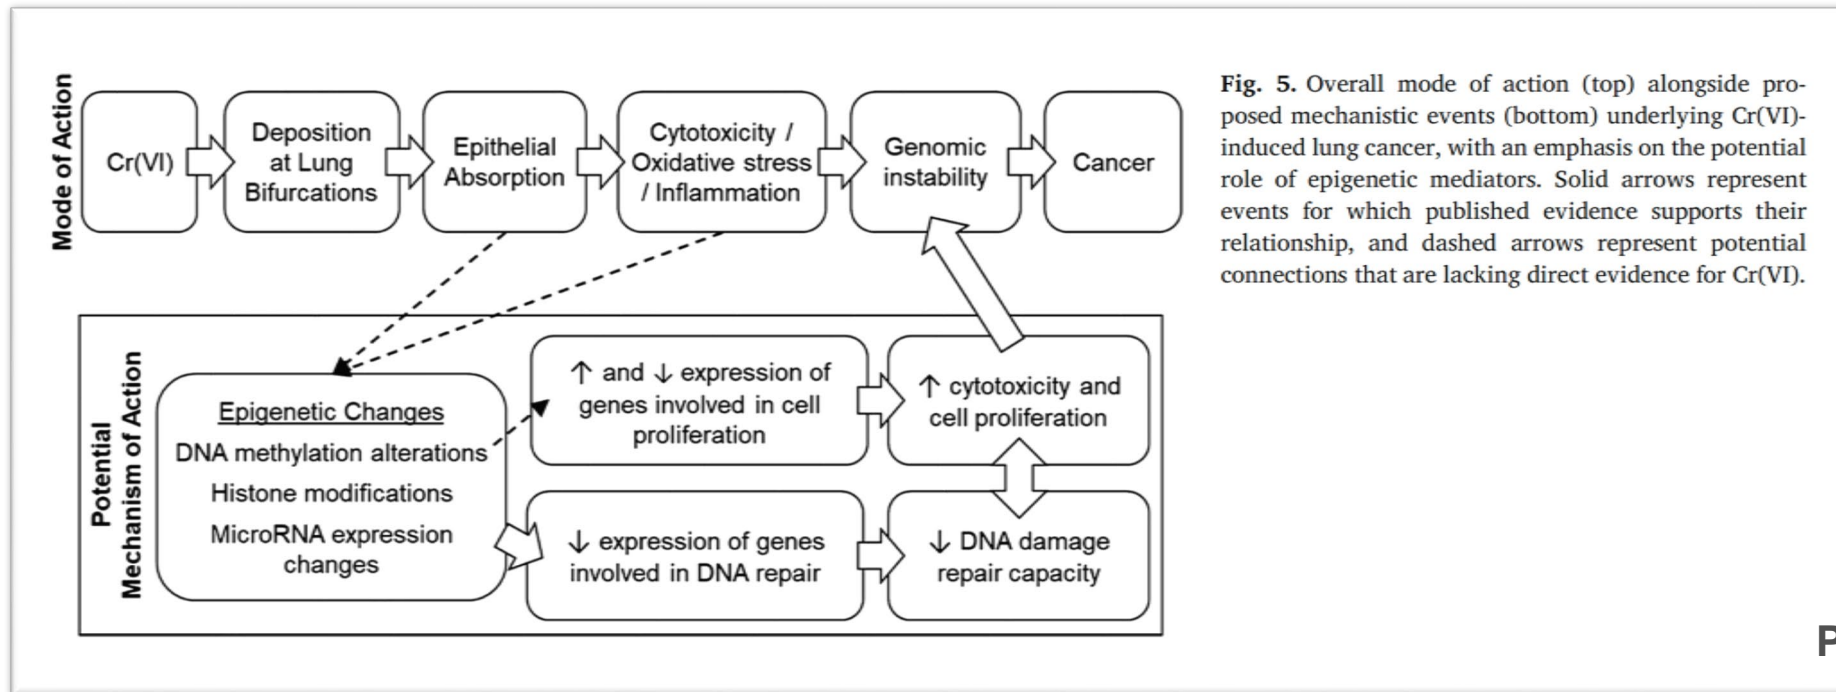 Mode of Action
Cr(VI)
Deposition
at Lung
Bifurcations
Epithelial
Absorption
Cytotoxicity /
Oxidative stress
/ Inflammation
Genomic
instability
Cancer
Fig. 5. Overall mode of action (top) alongside pro-
posed mechanistic events (bottom) underlying Cr(VI)-
induced lung cancer, with an emphasis on the potential
role of epigenetic mediators. Solid arrows represent
events for which published evidence supports their
relationship, and dashed arrows represent potential
connections that are lacking direct evidence for Cr(VI).
Potential
Mechanism of Action
Epigenetic Changes
DNA methylation alterations
Histone modifications
MicroRNA expression
changes
↑ and ↓ expression of
genes involved in cell
proliferation
↑ cytotoxicity and
cell proliferation
↓ expression of genes
involved in DNA repair
↓ DNA damage
repair capacity
P